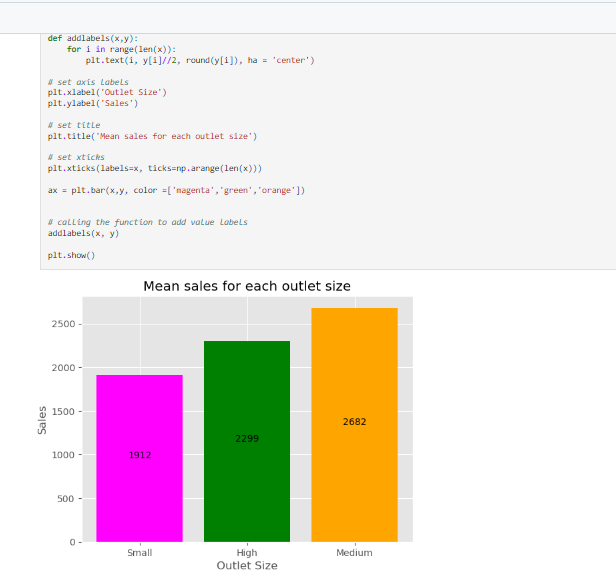 def addlabels(x,y):
    for i in range(len(x)):
        plt.text(i, y[i]//2, round(y[i]), ha = 'center')
# set axis labels
plt.xlabel('Outlet Size')
plt.ylabel('Sales')
# set title
plt.title('Mean sales for each outlet size')
# set xticks
plt.xticks(labels=x, ticks=np.arange(len(x)))
ax = plt.bar(x,y, color =['magenta','green','orange'])
# calling the function to add value labels
addlabels(x, y)
plt.show()
Mean sales for each outlet size
Sales
2500
2000
1500
1000
500
0
1912
2299
2682
Small High Medium
Outlet Size